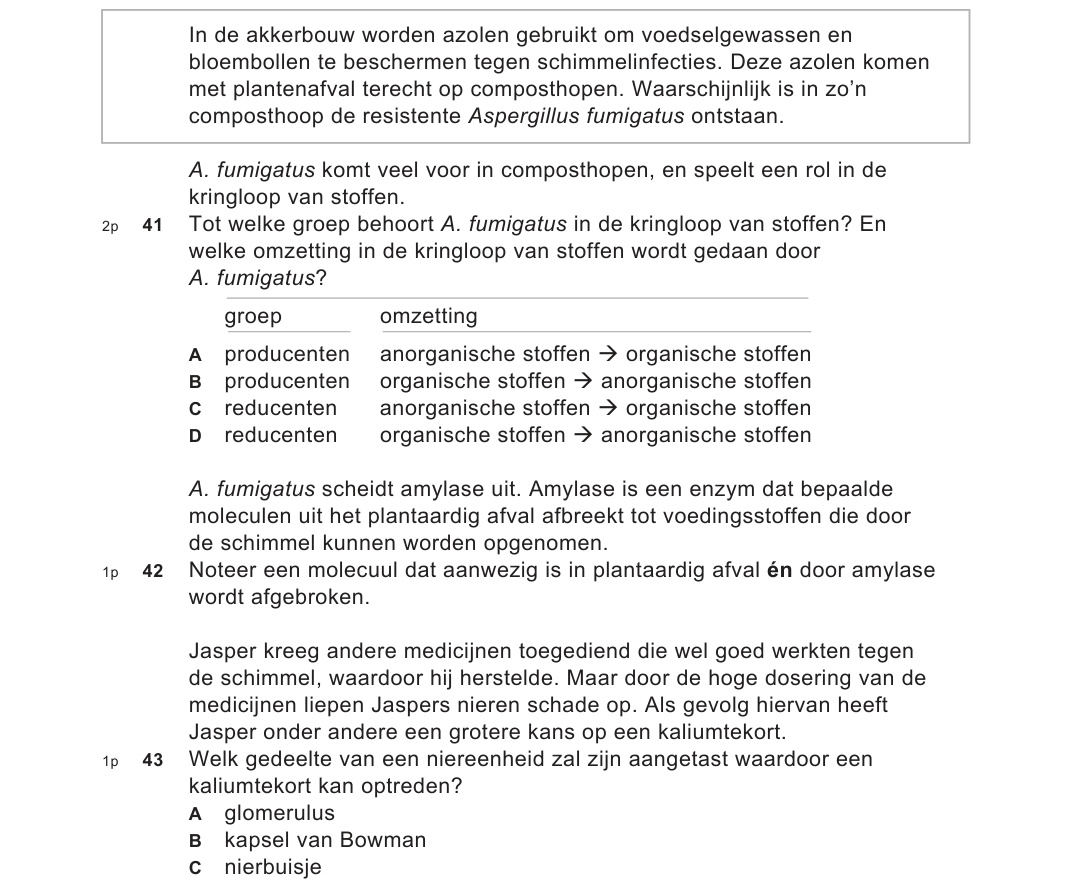 In de akkerbouw worden azolen gebruikt om voedselgewassen en
bloembollen te beschermen tegen schimmelinfecties. Deze azolen komen
met plantenafval terecht op composthopen. Waarschijnlijk is in zo’n
composthoop de resistente Aspergillus fumigatus ontstaan.
A. fumigatus komt veel voor in composthopen, en speelt een rol in de
kringloop van stoffen.
2p 41 Tot welke groep behoort A. fumigatus in de kringloop van stoffen? En
welke omzetting in de kringloop van stoffen wordt gedaan door
A. fumigatus?
groep omzetting
A producenten anorganische stoffen → organische stoffen
B producenten organische stoffen → anorganische stoffen
C reducenten anorganische stoffen → organische stoffen
D reducenten organische stoffen → anorganische stoffen
A. fumigatus scheidt amylase uit. Amylase is een enzym dat bepaalde
moleculen uit het plantaardig afval afbreekt tot voedingsstoffen die door
de schimmel kunnen worden opgenomen.
1p 42 Noteer een molecuul dat aanwezig is in plantaardig afval én door amylase
wordt afgebroken.
Jasper kreeg andere medicijnen toegediend die wel goed werkten tegen
de schimmel, waardoor hij herstelde. Maar door de hoge dosering van de
medicijnen liepen Jaspers nieren schade op. Als gevolg hiervan heeft
Jasper onder andere een grotere kans op een kaliumtekort.
1p 43 Welk gedeelte van een niereenheid zal zijn aangetast waardoor een
kaliumtekort kan optreden?
A glomerulus
B kapsel van Bowman
C nierbuisje